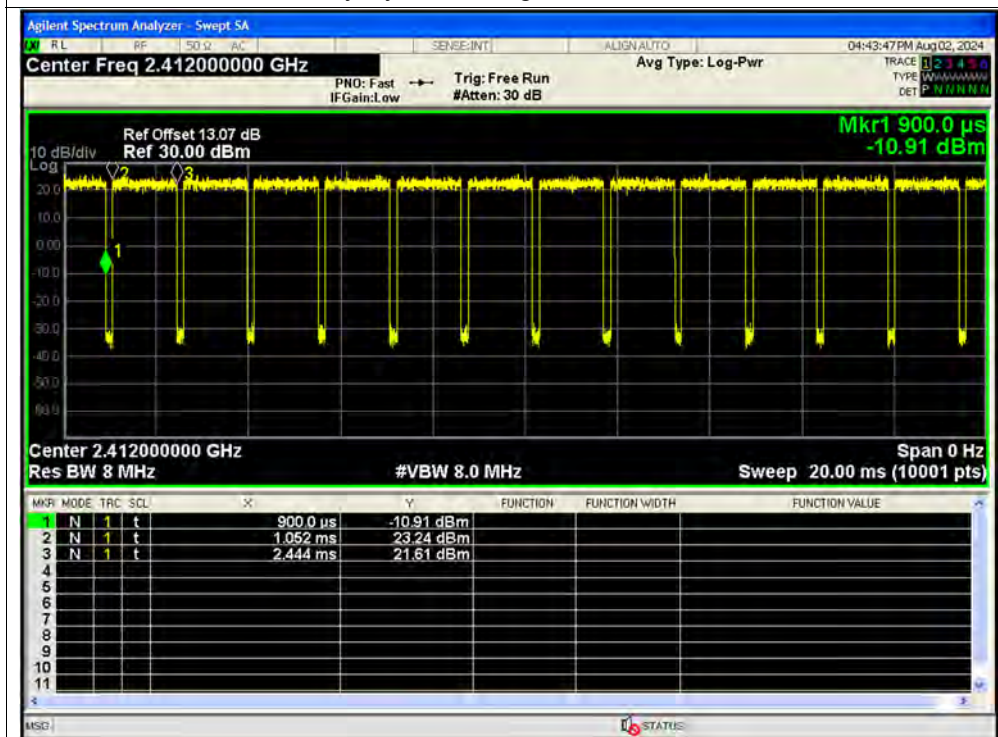 Agilent Spectrum Analyzer - Swept SA
RL RF 50 Ω AC SENSE:INT ALIGNAUTO 04:43:47 PM Aug 02, 2024
Center Freq 2.412000000 GHz Avg Type: Log-Pwr TRACE 1 2 3 4 5 6
PNO: Fast Trig: Free Run TYPE
IFGain:Low #Atten: 30 dB DET P N N N N N
Mkr1 900.0 µs
Ref Offset 13.07 dB
10 dB/div Ref 30.00 dBm -10.91 dBm
Log
2 3
20.0
10.0
0.00
1
-10.0
-20.0
-30.0
-40.0
-50.0
-60.0
Center 2.412000000 GHz Span 0 Hz
Res BW 8 MHz #VBW 8.0 MHz Sweep 20.00 ms (10001 pts)
MKR MODE TRC SCL X Y FUNCTION FUNCTION WIDTH FUNCTION VALUE
1 N 1 t 900.0 µs -10.91 dBm
2 N 1 t 1.052 ms 23.24 dBm
3 N 1 t 2.444 ms 21.61 dBm
4
5
6
7
8
9
10
11
MSG STATUS